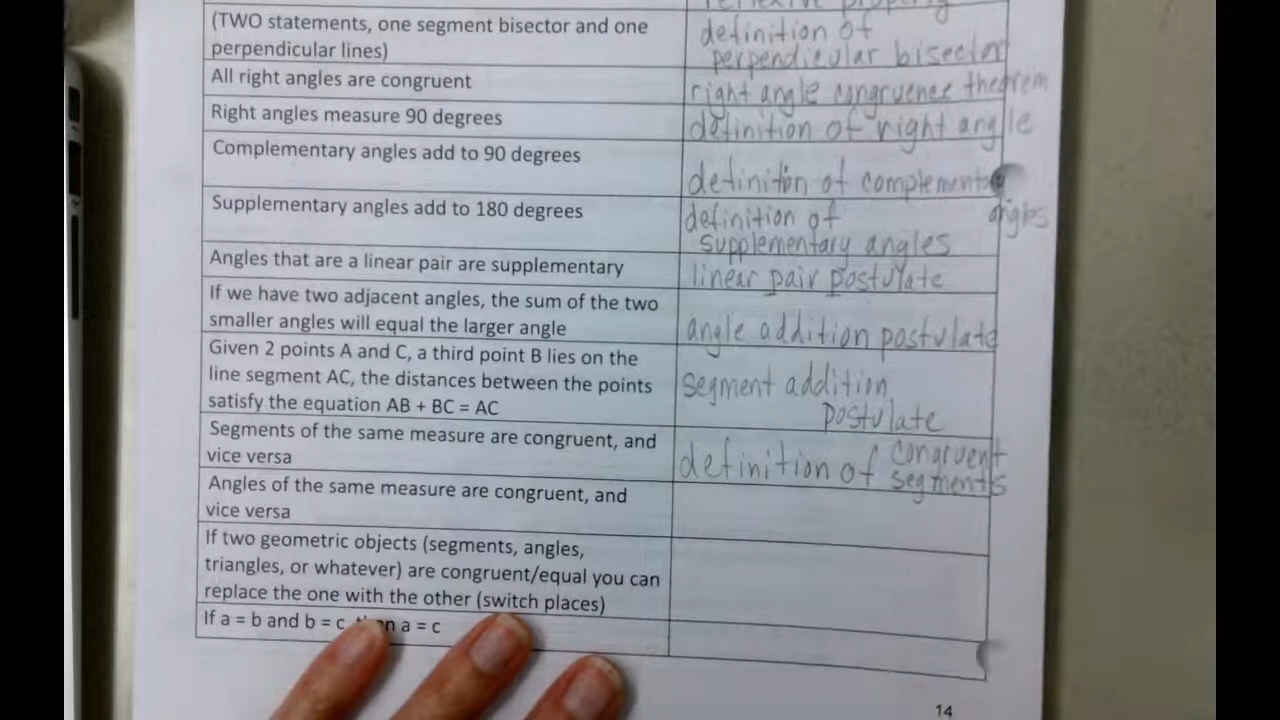 reflexive property
(TWO statements, one segment bisector and one
perpendicular lines)
definition of
perpendicular bisector
All right angles are congruent
right angle congruence theorem
Right angles measure 90 degrees
definition of right angle
Complementary angles add to 90 degrees
definition of complementary
angles
Supplementary angles add to 180 degrees
definition of
supplementary angles
Angles that are a linear pair are supplementary
linear pair postulate
If we have two adjacent angles, the sum of the two
smaller angles will equal the larger angle
angle addition postulate
Given 2 points A and C, a third point B lies on the
line segment AC, the distances between the points
satisfy the equation AB + BC = AC
segment addition
postulate
Segments of the same measure are congruent, and
vice versa
definition of congruent
segments
Angles of the same measure are congruent, and
vice versa
If two geometric objects (segments, angles,
triangles, or whatever) are congruent/equal you can
replace the one with the other (switch places)
If a = b and b = c, then a = c
14